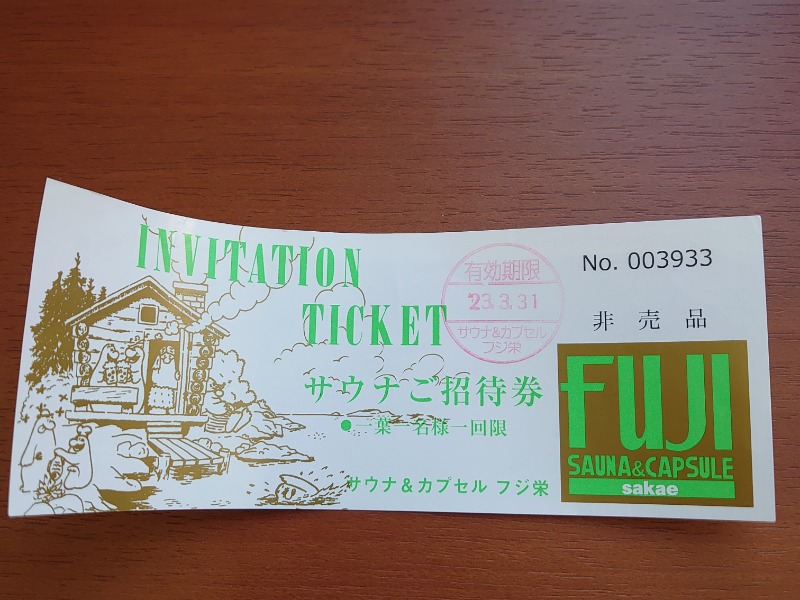 INVITATION
TICKET
サウナご招待券
●一葉一名様一回限
サウナ&カプセル フジ栄
有効期限
'23.3.31
サウナ&カプセル
フジ栄
No. 003933
非売品
FUJI
SAUNA&CAPSULE
sakae